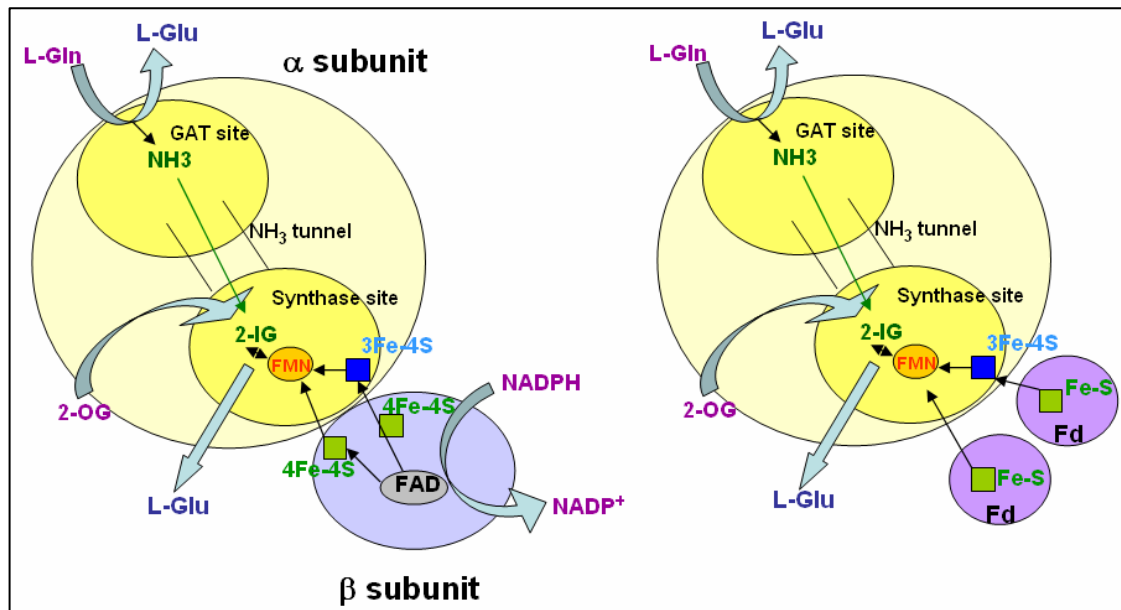 L-Glu
L-Gln
α subunit
GAT site
NH3
NH₃ tunnel
Synthase site
2-IG
3Fe-4S
FMN
NADPH
2-OG
4Fe-4S
4Fe-4S
FAD
L-Glu
NADP⁺
β subunit
L-Glu
L-Gln
GAT site
NH3
NH₃ tunnel
Synthase site
2-IG
3Fe-4S
FMN
Fe-S
2-OG
Fd
Fe-S
L-Glu
Fd